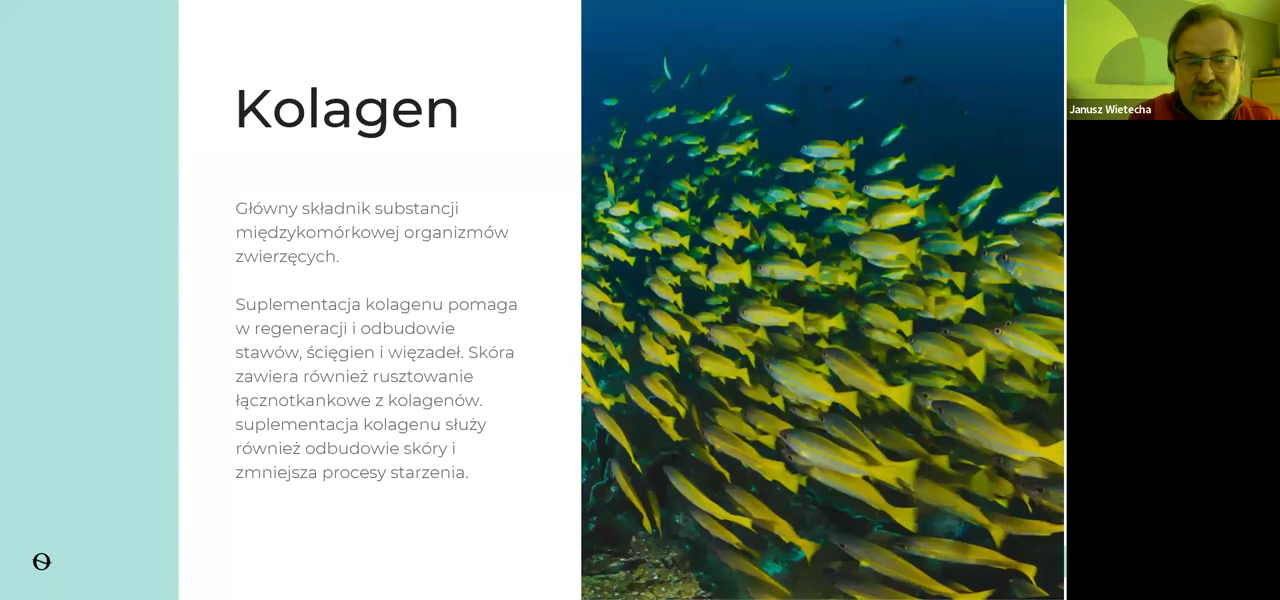 Kolagen
Główny składnik substancji
międzykomórkowej organizmów
zwierzęcych.
Suplementacja kolagenu pomaga
w regeneracji i odbudowie
stawów, ścięgien i więzadeł. Skóra
zawiera również rusztowanie
łącznotkankowe z kolagenów.
suplementacja kolagenu służy
również odbudowie skóry i
zmniejsza procesy starzenia.
Janusz Wietecha